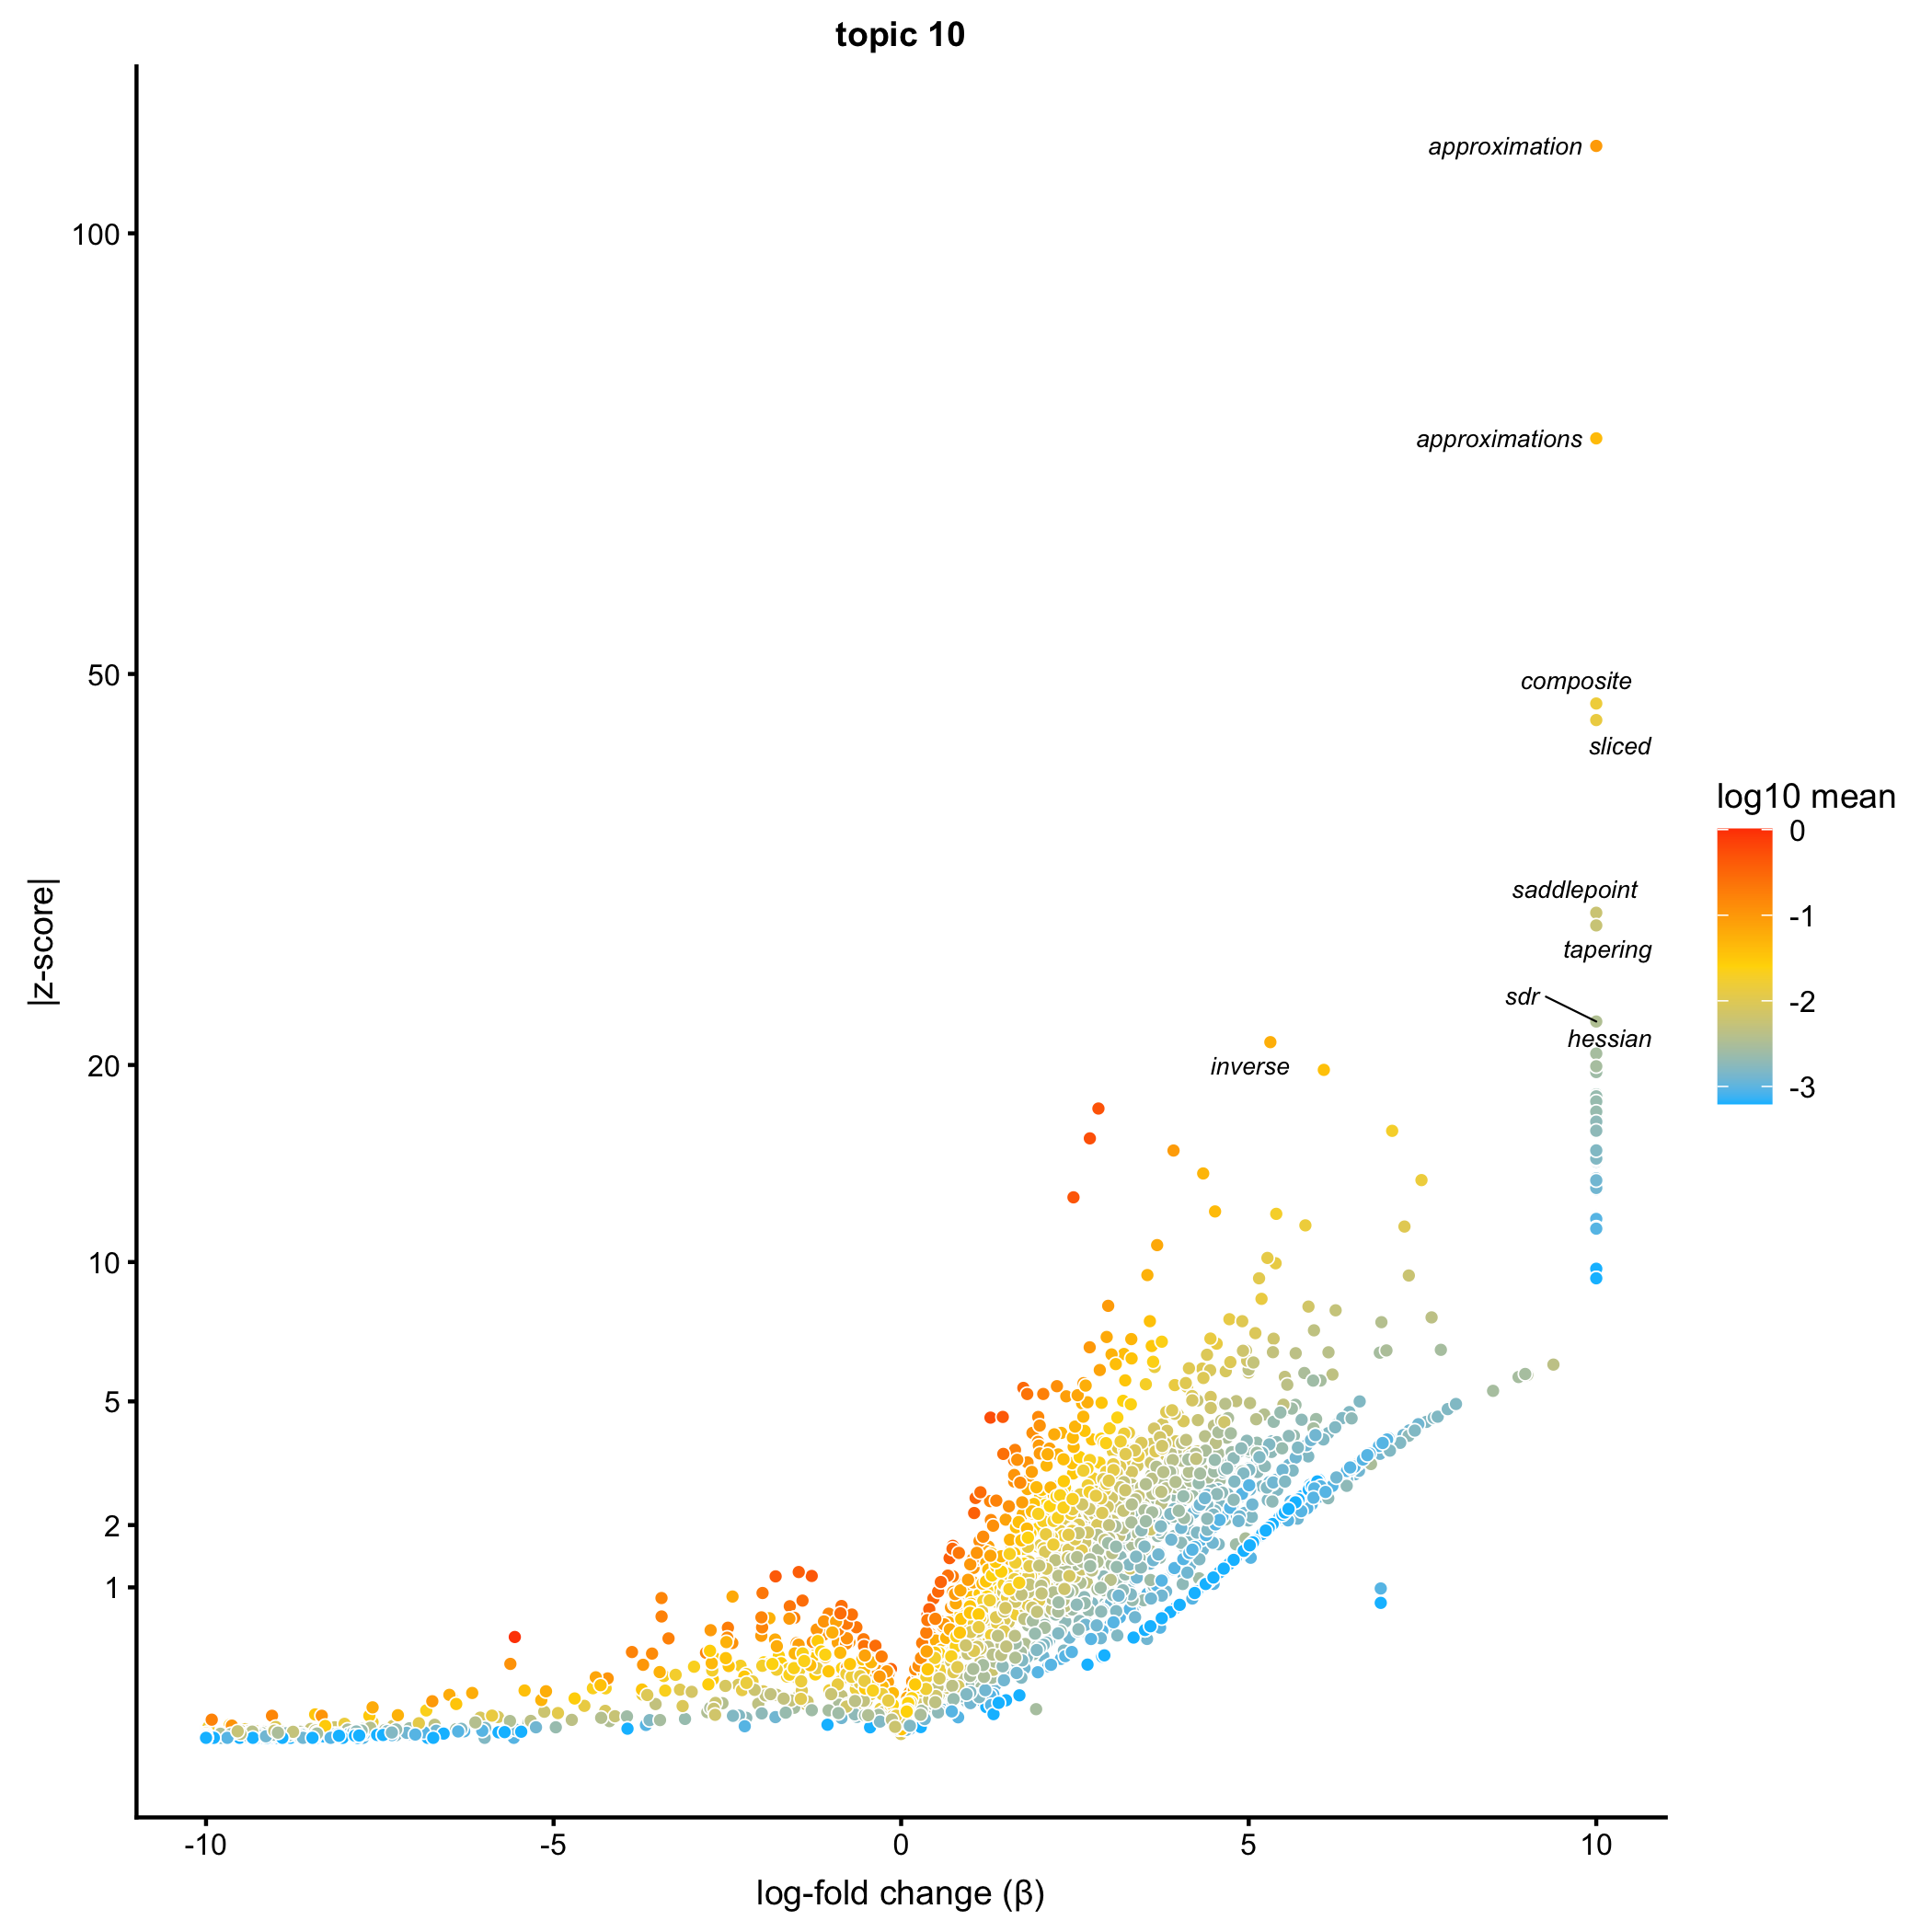 topic 10
approximation
100
approximations
50
composite
sliced
log10 mean
0
-1
-2
-3
saddlepoint
tapering
sdr
hessian
inverse
20
10
5
2
1
|z-score|
-10
-5
0
5
10
log-fold change (β)